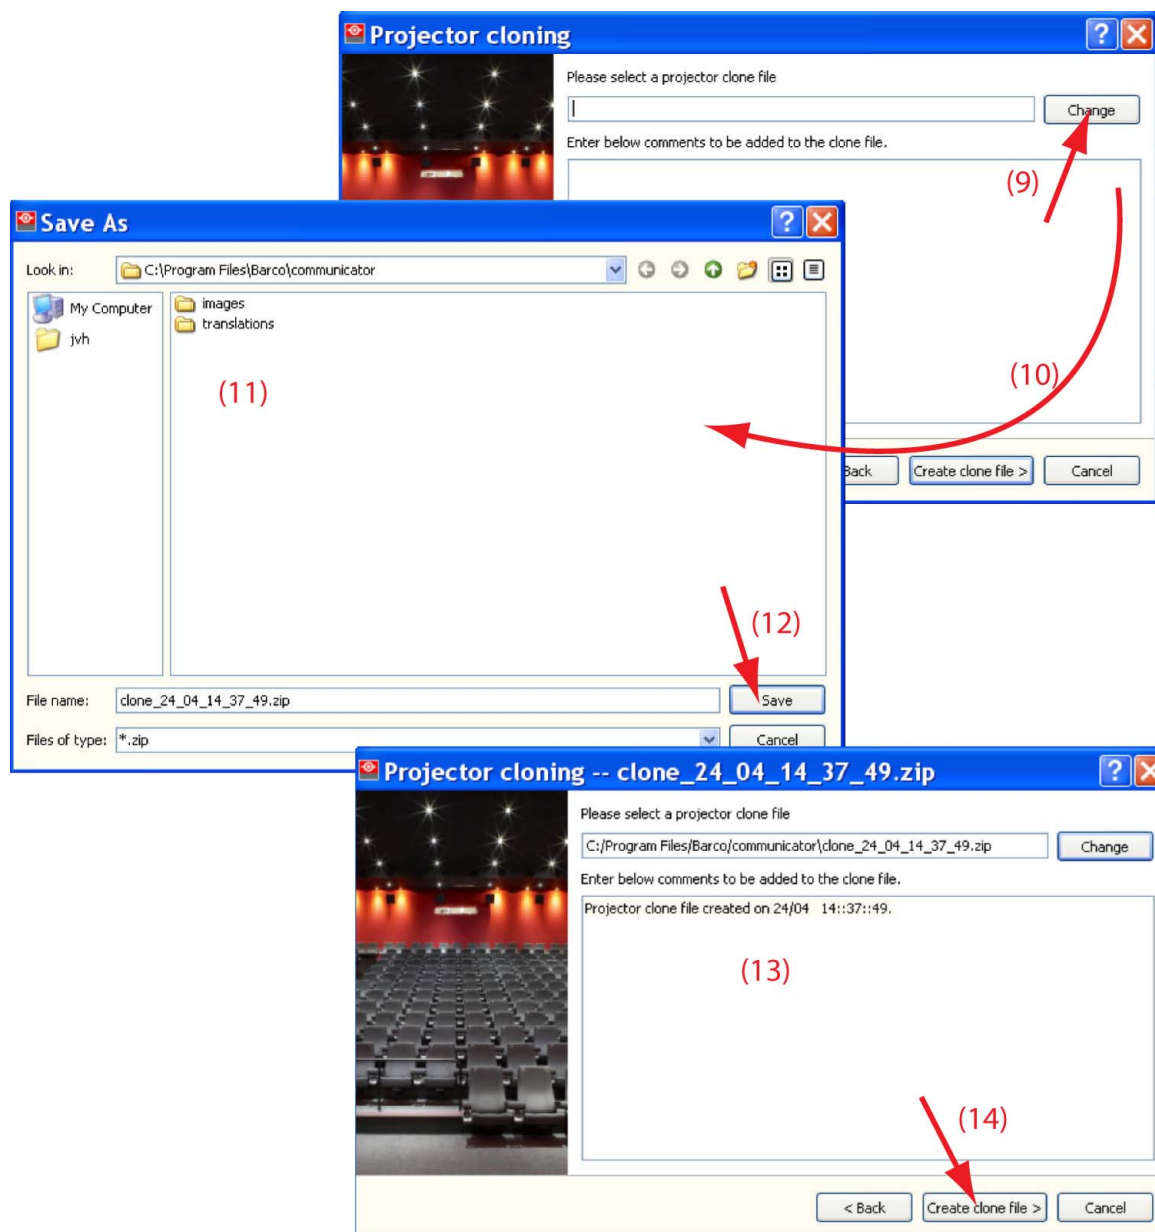 Projector cloning
Please select a projector clone file
Change
Enter below comments to be added to the clone file.
(9)
(10)
Back
Create clone file >
Cancel
Save As
Look in:
C:\Program Files\Barco\communicator
My Computer
jvh
images
translations
(11)
(12)
File name:
clone_24_04_14_37_49.zip
Save
Files of type:
*.zip
Cancel
Projector cloning -- clone_24_04_14_37_49.zip
Please select a projector clone file
C:/Program Files/Barco/communicator\clone_24_04_14_37_49.zip
Change
Enter below comments to be added to the clone file.
Projector clone file created on 24/04   14::37::49.
(13)
(14)
< Back
Create clone file >
Cancel